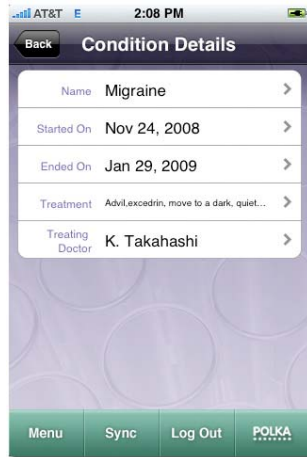 AT&T E 2:08 PM
Back Condition Details
Name Migraine
Started On Nov 24, 2008
Ended On Jan 29, 2009
Treatment Advil,excedrin, move to a dark, quiet...
Treating
Doctor K. Takahashi
Menu Sync Log Out POLKA